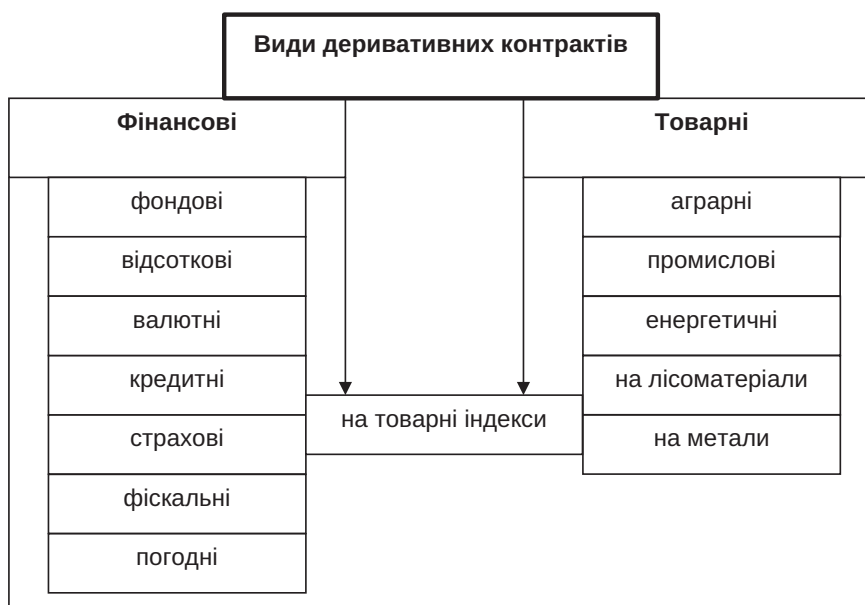 Види деривативних контрактів
Фінансові
фондові
відсоткові
валютні
кредитні
страхові
фіскальні
погодні
на товарні індекси
Товарні
аграрні
промислові
енергетичні
на лісоматеріали
на метали